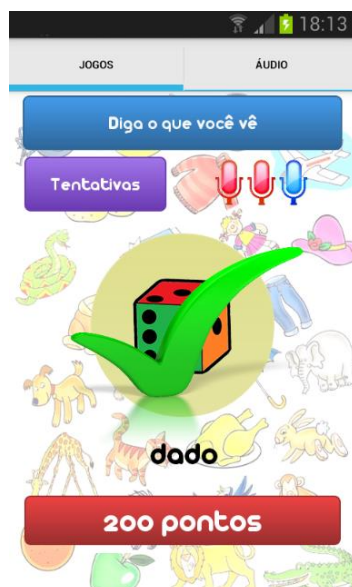 18:13
JOGOS ÁUDIO
Diga o que você vê
Tentativas
dado
200 pontos